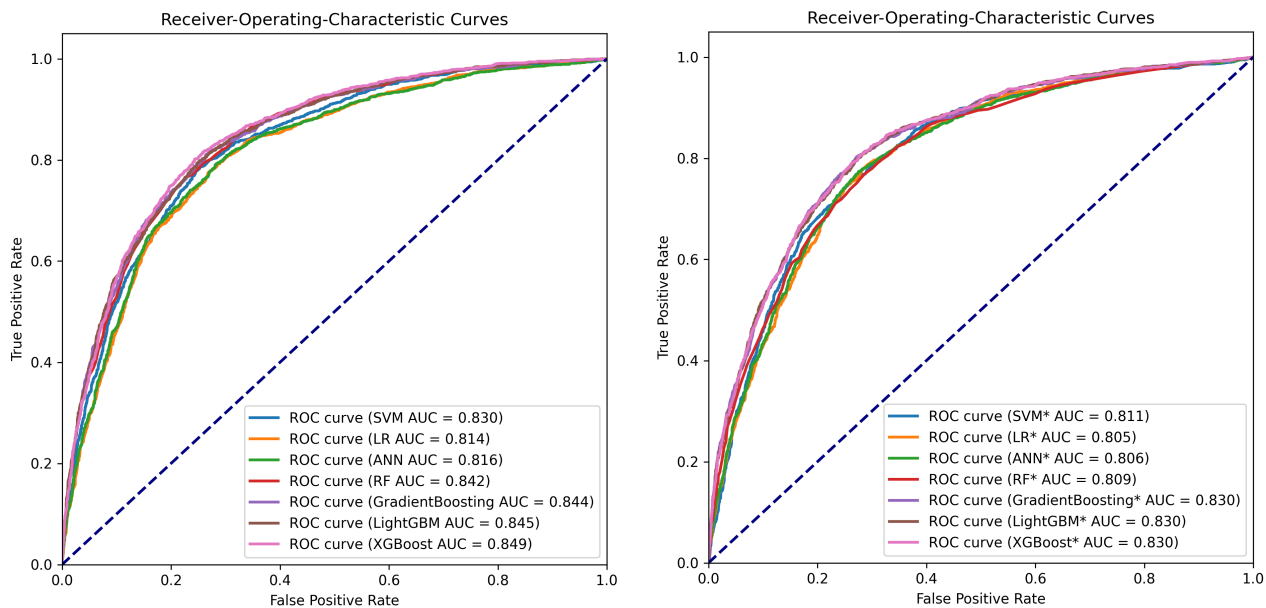 Receiver-Operating-Characteristic Curves
1.0
0.8
0.6
0.4
0.2
0.0
True Positive Rate
ROC curve (SVM AUC = 0.830)
ROC curve (LR AUC = 0.814)
ROC curve (ANN AUC = 0.816)
ROC curve (RF AUC = 0.842)
ROC curve (GradientBoosting AUC = 0.844)
ROC curve (LightGBM AUC = 0.845)
ROC curve (XGBoost AUC = 0.849)
0.0 0.2 0.4 0.6 0.8 1.0
False Positive Rate
Receiver-Operating-Characteristic Curves
1.0
0.8
0.6
0.4
0.2
0.0
True Positive Rate
ROC curve (SVM* AUC = 0.811)
ROC curve (LR* AUC = 0.805)
ROC curve (ANN* AUC = 0.806)
ROC curve (RF* AUC = 0.809)
ROC curve (GradientBoosting* AUC = 0.830)
ROC curve (LightGBM* AUC = 0.830)
ROC curve (XGBoost* AUC = 0.830)
0.0 0.2 0.4 0.6 0.8 1.0
False Positive Rate